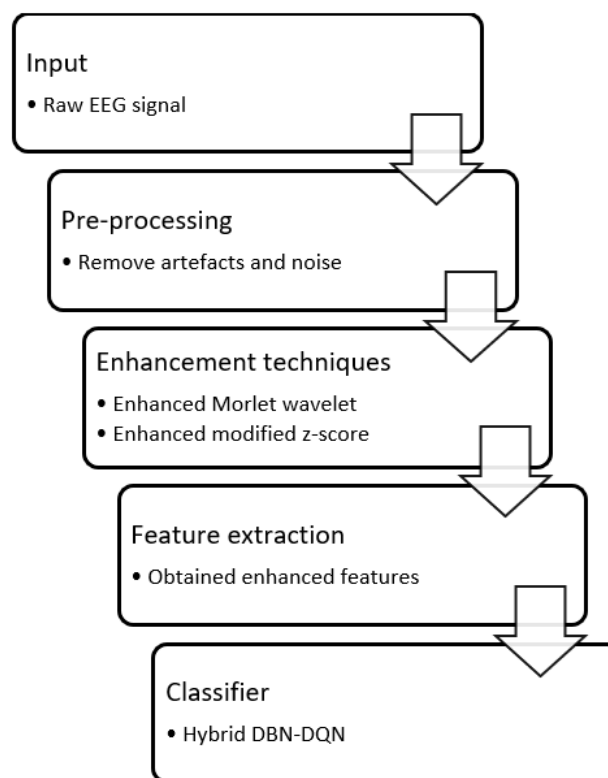 Input
• Raw EEG signal
Pre-processing
• Remove artefacts and noise
Enhancement techniques
• Enhanced Morlet wavelet
• Enhanced modified z-score
Feature extraction
• Obtained enhanced features
Classifier
• Hybrid DBN-DQN